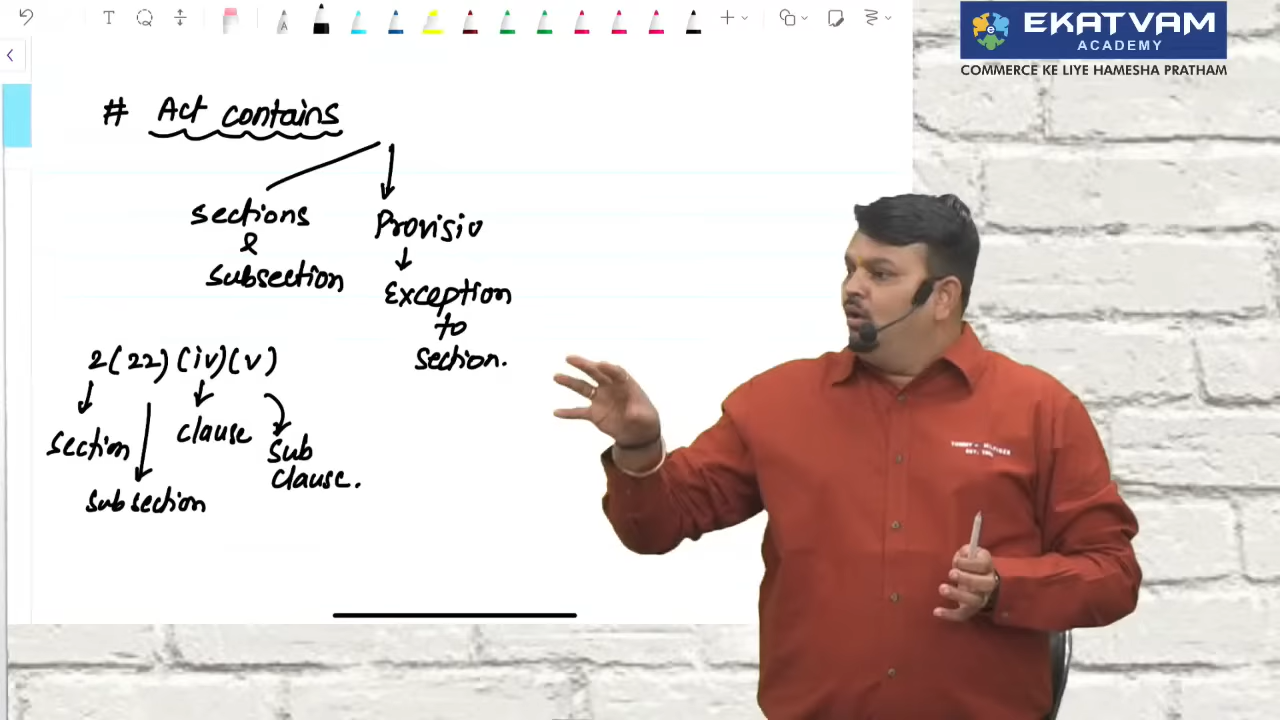 EKATVAM
ACADEMY
COMMERCE KE LIYE HAMESHA PRATHAM
# Act contains
Sections
&
Subsection
Provisio
↓
Exception
to
Section.
2(22)(iv)(v)
section
subsection
clause
Sub
clause.